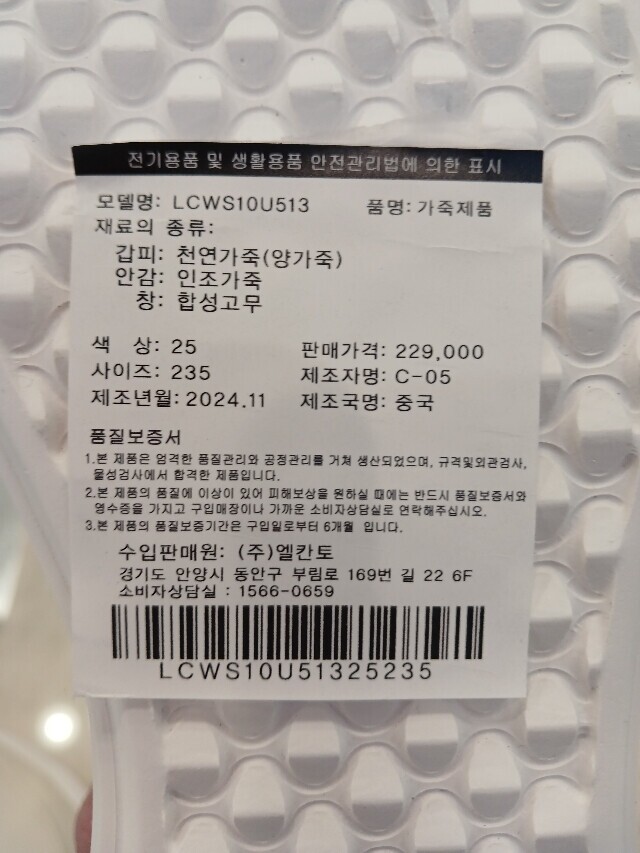 전기용품 및 생활용품 안전관리법에 의한 표시
모델명: LCWS10U513 품명: 가죽제품
재료의 종류:
갑피: 천연가죽(양가죽)
안감: 인조가죽
창: 합성고무
색 상: 25 판매가격: 229,000
사이즈: 235 제조자명: C-05
제조년월: 2024.11 제조국명: 중국
품질보증서
1.본 제품은 엄격한 품질관리와 공정관리를 거쳐 생산되었으며, 규격및외관검사,
물성검사에서 합격한 제품입니다.
2.본 제품의 품질에 이상이 있어 피해보상을 원하실 때에는 반드시 품질보증서와
영수증을 가지고 구입매장이나 가까운 소비자상담실로 연락해주십시오.
3.본 제품의 품질보증기간은 구입일로부터 6개월 입니다.
수입판매원: (주)엘칸토
경기도 안양시 동안구 부림로 169번 길 22 6F
소비자상담실 : 1566-0659
LCWS10U51325235